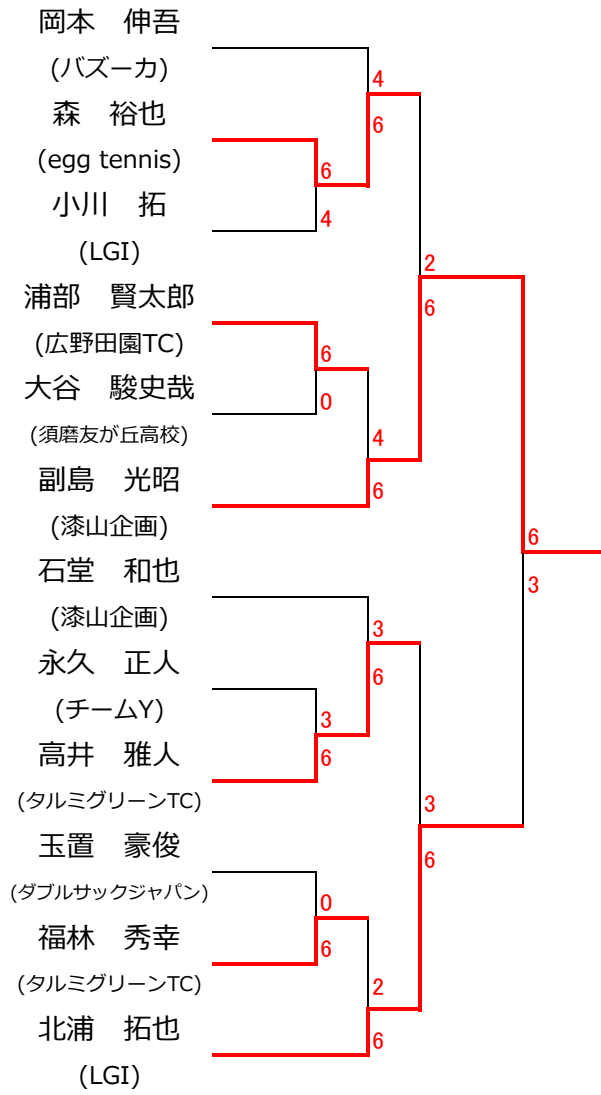 岡本　伸吾
(バズーカ)
4
森　裕也
6
(egg tennis)
6
小川　拓
4
(LGI)
2
浦部　賢太郎
6
(広野田園TC)
6
大谷　駿史哉
0
(須磨友が丘高校)
4
副島　光昭
6
(漆山企画)
6
石堂　和也
3
(漆山企画)
3
永久　正人
6
(チームY)
3
高井　雅人
6
(タルミグリーンTC)
3
玉置　豪俊
6
(ダブルサックジャパン)
0
福林　秀幸
6
(タルミグリーンTC)
2
北浦　拓也
6
(LGI)